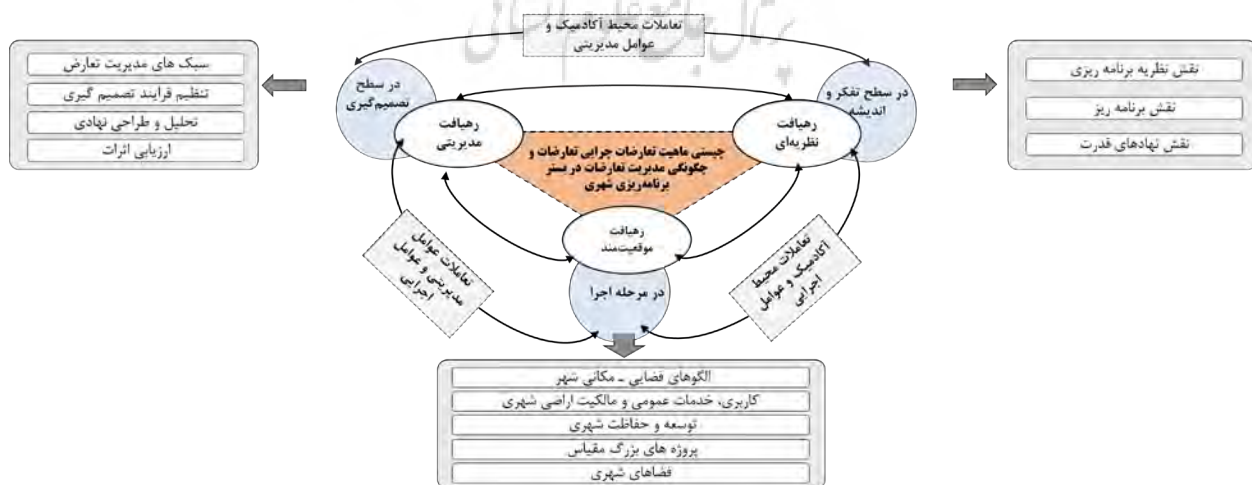 پرتال جامع علوم انسانی
تعاملات محیط آکادمیک و
عوامل مدیریتی
نقش نظریه برنامه ریزی
نقش برنامه ریز
نقش نهادهای قدرت
در سطح تفکر و
اندیشه
رهیافت
نظریه‌ای
در سطح
تصمیم‌گیری
رهیافت
مدیریتی
سبک های مدیریت تعارض
تنظیم فرایند تصمیم گیری
تحلیل و طراحی نهادی
ارزیابی اثرات
چیستی ماهیت تعارضات چرایی تعارضات و
چگونگی مدیریت تعارضات در بستر
برنامه‌ریزی شهری
رهیافت
موقعیت‌مند
در مرحله اجرا
تعاملات محیط
آکادمیک و عوامل
اجرایی
تعاملات عوامل
مدیریتی و عوامل
اجرایی
الگوهای فضایی ـ مکانی شهر
کاربری، خدمات عمومی و مالکیت اراضی شهری
توسعه و حفاظت شهری
پروژه های بزرگ مقیاس
فضاهای شهری